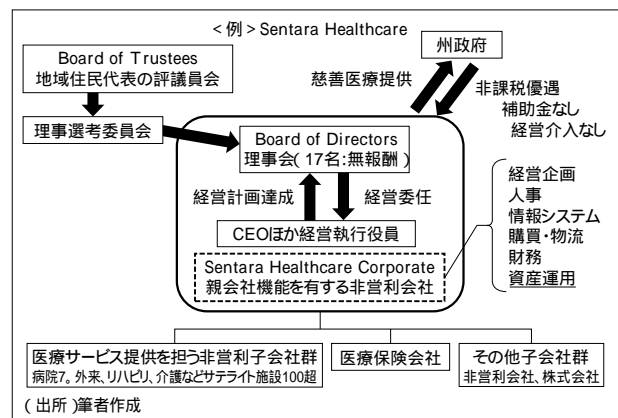 <例> Sentara Healthcare
Board of Trustees
地域住民代表の評議員会
理事選考委員会
州政府
慈善医療提供
非課税優遇
補助金なし
経営介入なし
Board of Directors
理事会(17名:無報酬)
経営計画達成
経営委任
CEOほか経営執行役員
Sentara Healthcare Corporate
親会社機能を有する非営利会社
経営企画
人事
情報システム
購買・物流
財務
資産運用
医療サービス提供を担う非営利子会社群
病院7。外来、リハビリ、介護などサテライト施設100超
医療保険会社
その他子会社群
非営利会社、株式会社
(出所)筆者作成